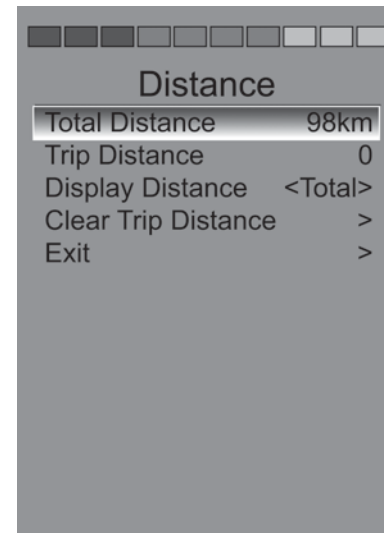 Distance
Total Distance 98km
Trip Distance 0
Display Distance <Total>
Clear Trip Distance >
Exit >